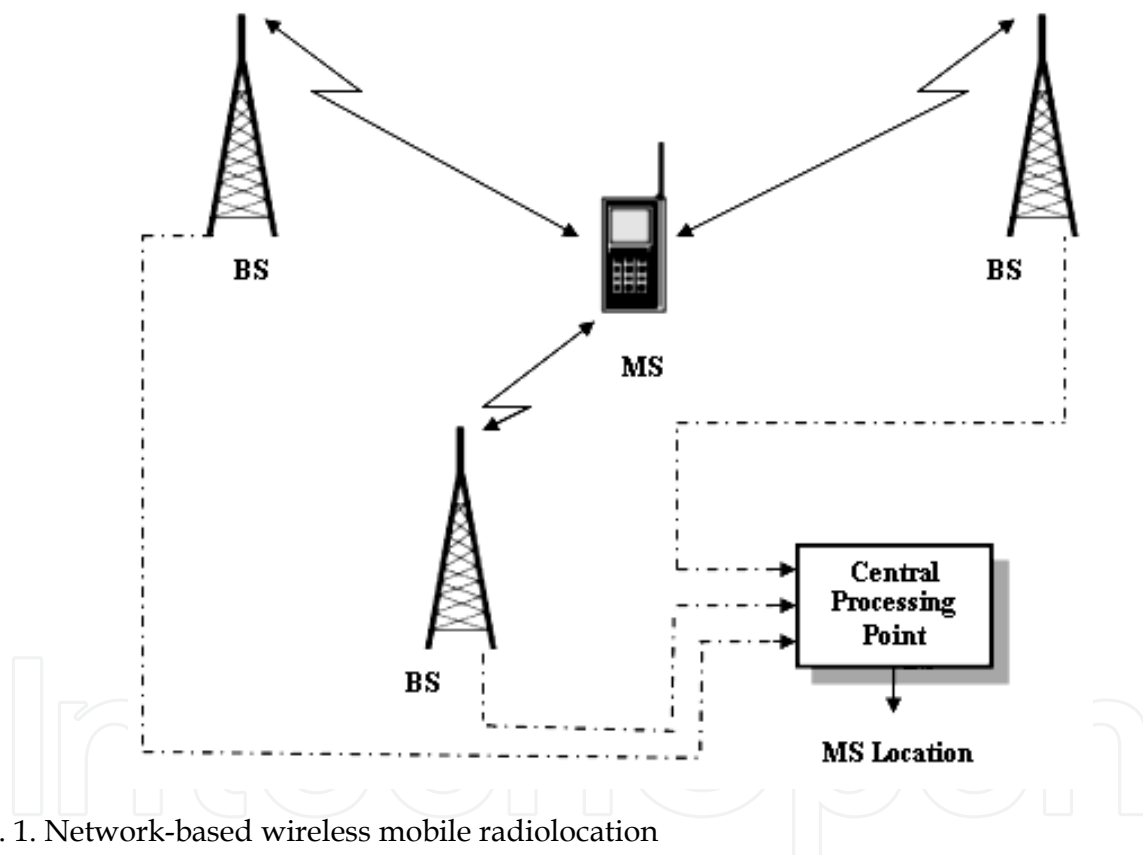 BS
BS
MS
BS
Central
Processing
Point
MS Location
. 1. Network-based wireless mobile radiolocation